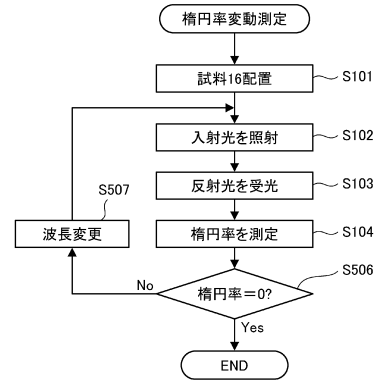 楕円率変動測定
試料16配置
S101
入射光を照射
S102
反射光を受光
S103
S507
波長変更
楕円率を測定
S104
S506
No
楕円率＝0?
Yes
END